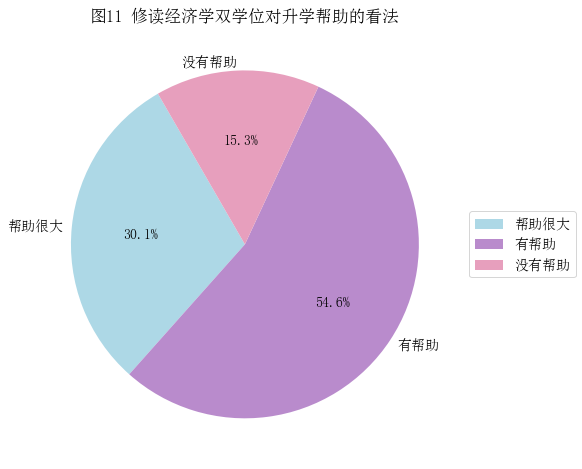 图11 修读经济学双学位对升学帮助的看法
没有帮助
15.3%
帮助很大
30.1%
54.6%
有帮助
帮助很大
有帮助
没有帮助